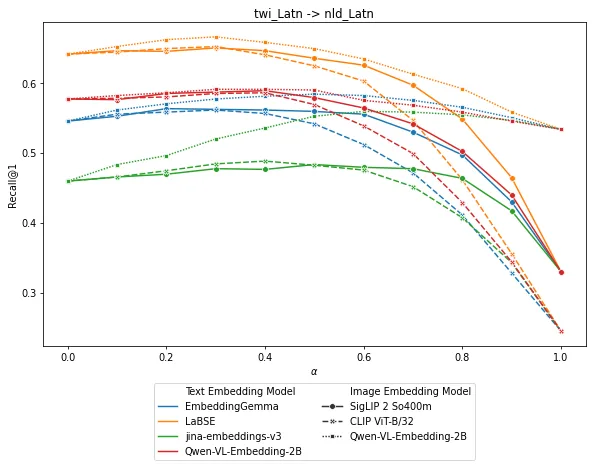 twi_Latn -> nld_Latn
Recall@1
0.6
0.5
0.4
0.3
0.0 0.2 0.4 0.6 0.8 1.0
α
Text Embedding Model Image Embedding Model
EmbeddingGemma SigLIP 2 So400m
LaBSE CLIP ViT-B/32
jina-embeddings-v3 Qwen-VL-Embedding-2B
Qwen-VL-Embedding-2B